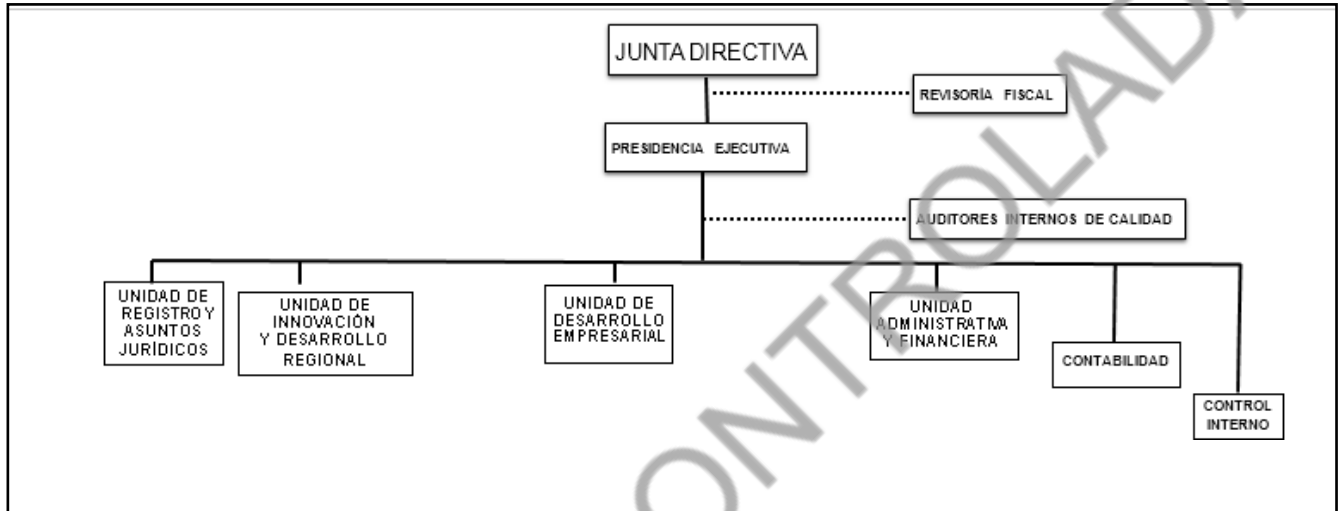 JUNTA DIRECTIVA
REVISORÍA FISCAL
PRESIDENCIA EJECUTIVA
AUDITORES INTERNOS DE CALIDAD
UNIDAD DE
REGISTRO Y
ASUNTOS
JURÍDICOS
UNIDAD DE
INNOVACIÓN
Y DESARROLLO
REGIONAL
UNIDAD DE
DESARROLLO
EMPRESARIAL
UNIDAD
ADMINISTRATIVA
Y FINANCIERA
CONTABILIDAD
CONTROL
INTERNO
ONTROLADA